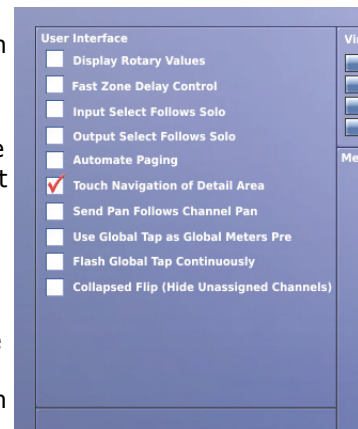 User Interface
Display Rotary Values
Fast Zone Delay Control
Input Select Follows Solo
Output Select Follows Solo
Automate Paging
Touch Navigation of Detail Area
Send Pan Follows Channel Pan
Use Global Tap as Global Meters Pre
Flash Global Tap Continuously
Collapsed Flip (Hide Unassigned Channels)